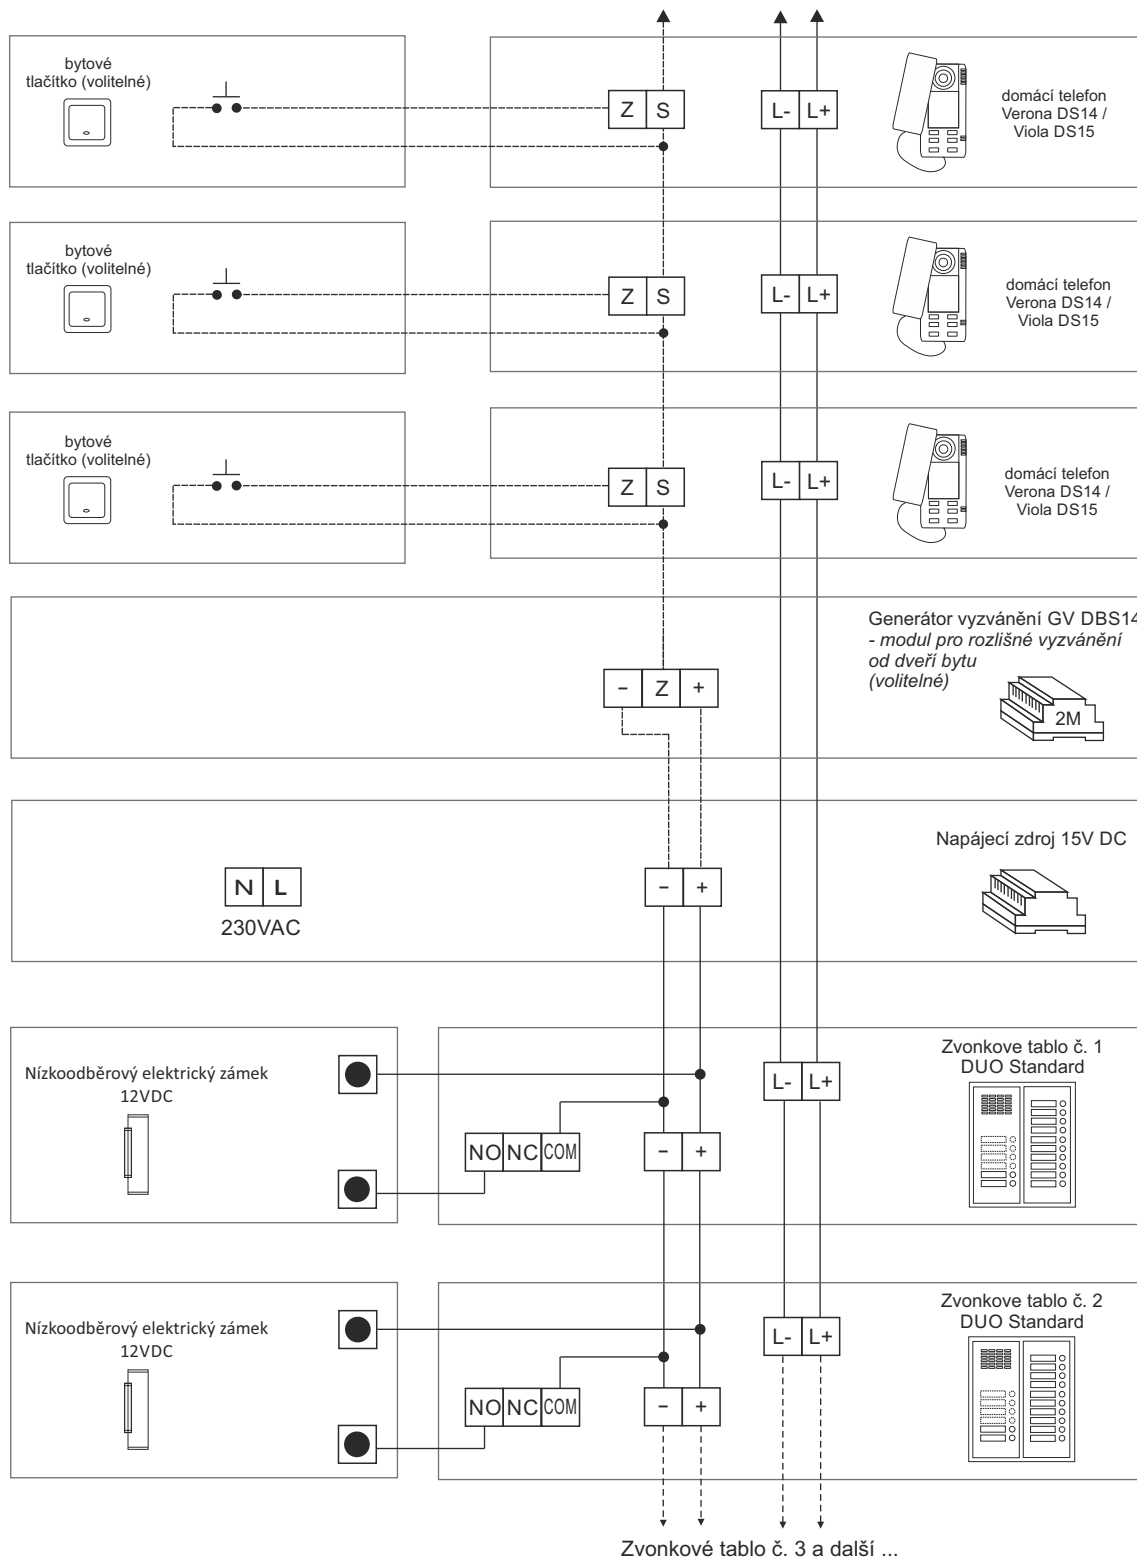 bytové
tlačítko (volitelné)
Z S
L- L+
domácí telefon
Verona DS14 /
Viola DS15
bytové
tlačítko (volitelné)
Z S
L- L+
domácí telefon
Verona DS14 /
Viola DS15
bytové
tlačítko (volitelné)
Z S
L- L+
domácí telefon
Verona DS14 /
Viola DS15
Generátor vyzvánění GV DBS14
- modul pro rozlišné vyzvánění
od dveří bytu
(volitelné)
- Z +
2M
Napájecí zdroj 15V DC
N L
- +
230VAC
Zvonkove tablo č. 1
DUO Standard
Nízkoodběrový elektrický zámek
12VDC
L- L+
NO NC COM
- +
Zvonkove tablo č. 2
DUO Standard
Nízkoodběrový elektrický zámek
12VDC
L- L+
NO NC COM
- +
Zvonkové tablo č. 3 a další ...